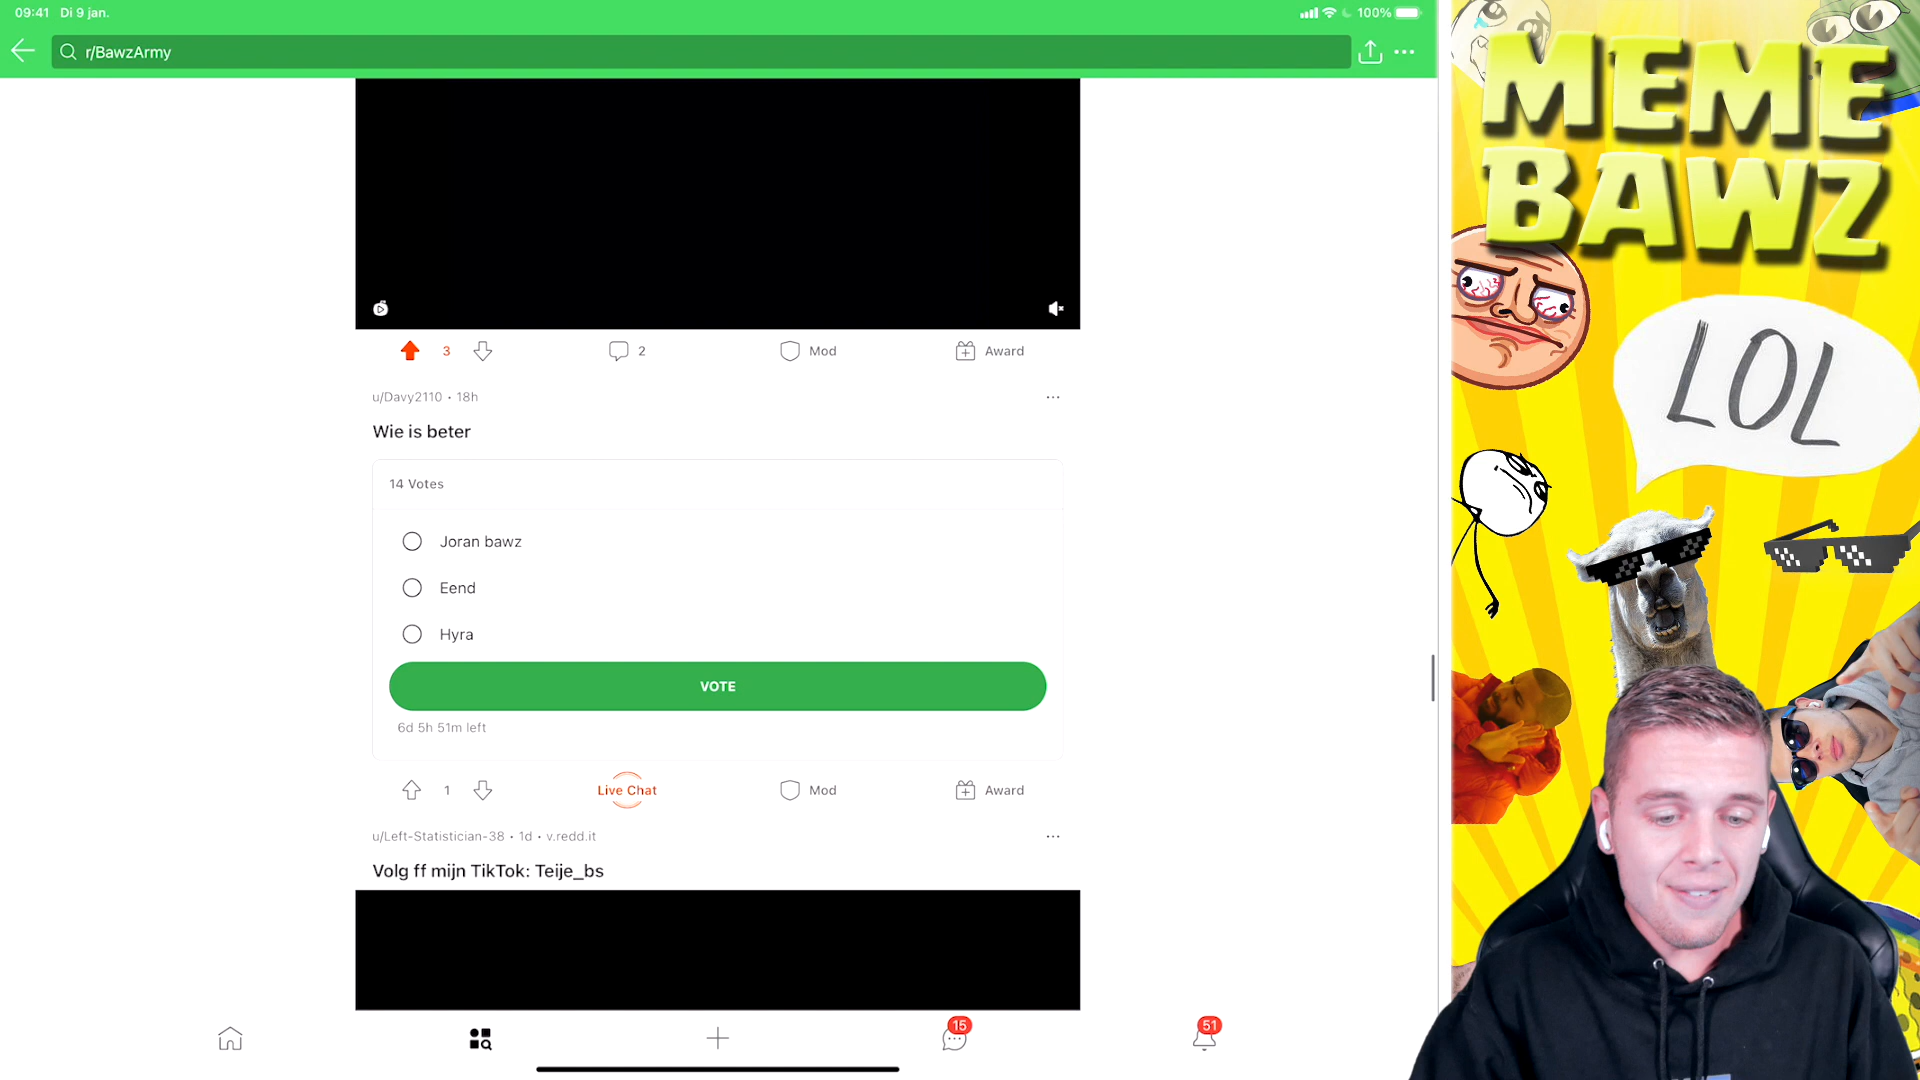 09:41 Di 9 jan.
100%
r/BawzArmy
3
2
Mod
Award
u/Davy2110 • 18h
Wie is beter
14 Votes
Joran bawz
Eend
Hyra
VOTE
6d 5h 51m left
1
Live Chat
Mod
Award
u/Left-Statistician-38 • 1d • v.redd.it
Volg ff mijn TikTok: Teije_bs
15
51
MEME
BAWZ
LOL